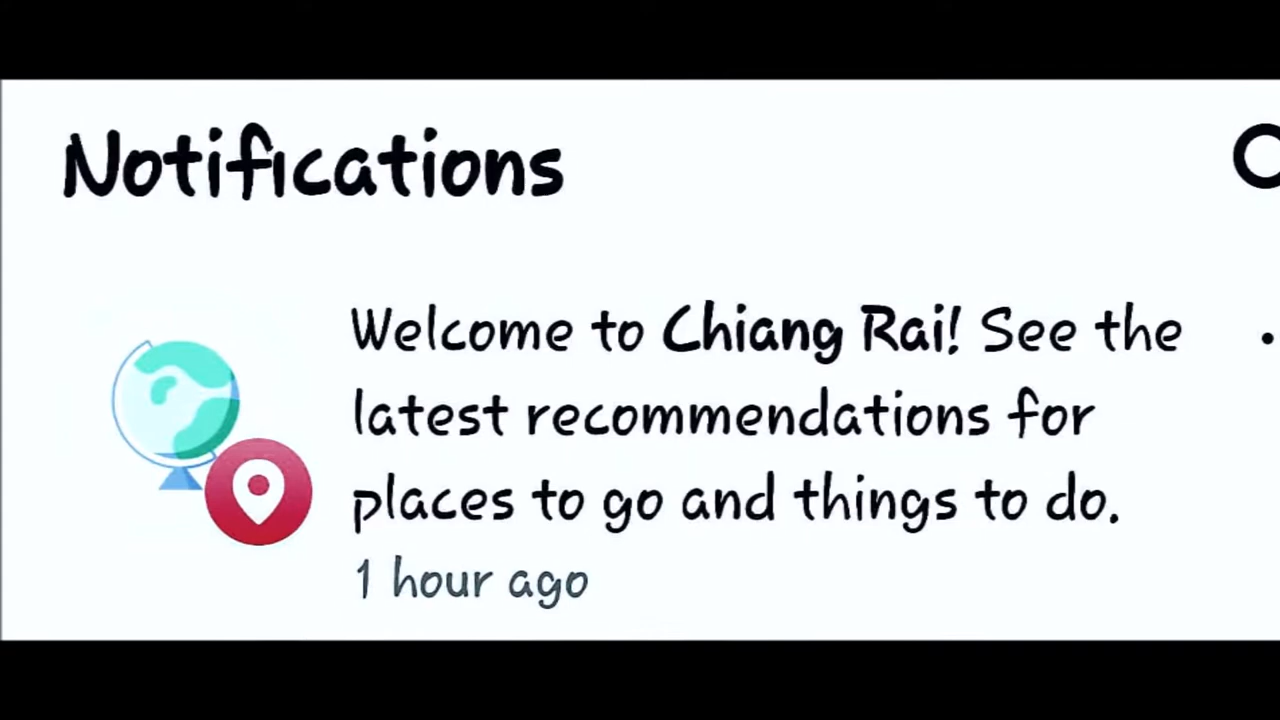 Notifications
Welcome to Chiang Rai! See the
latest recommendations for
places to go and things to do.
1 hour ago